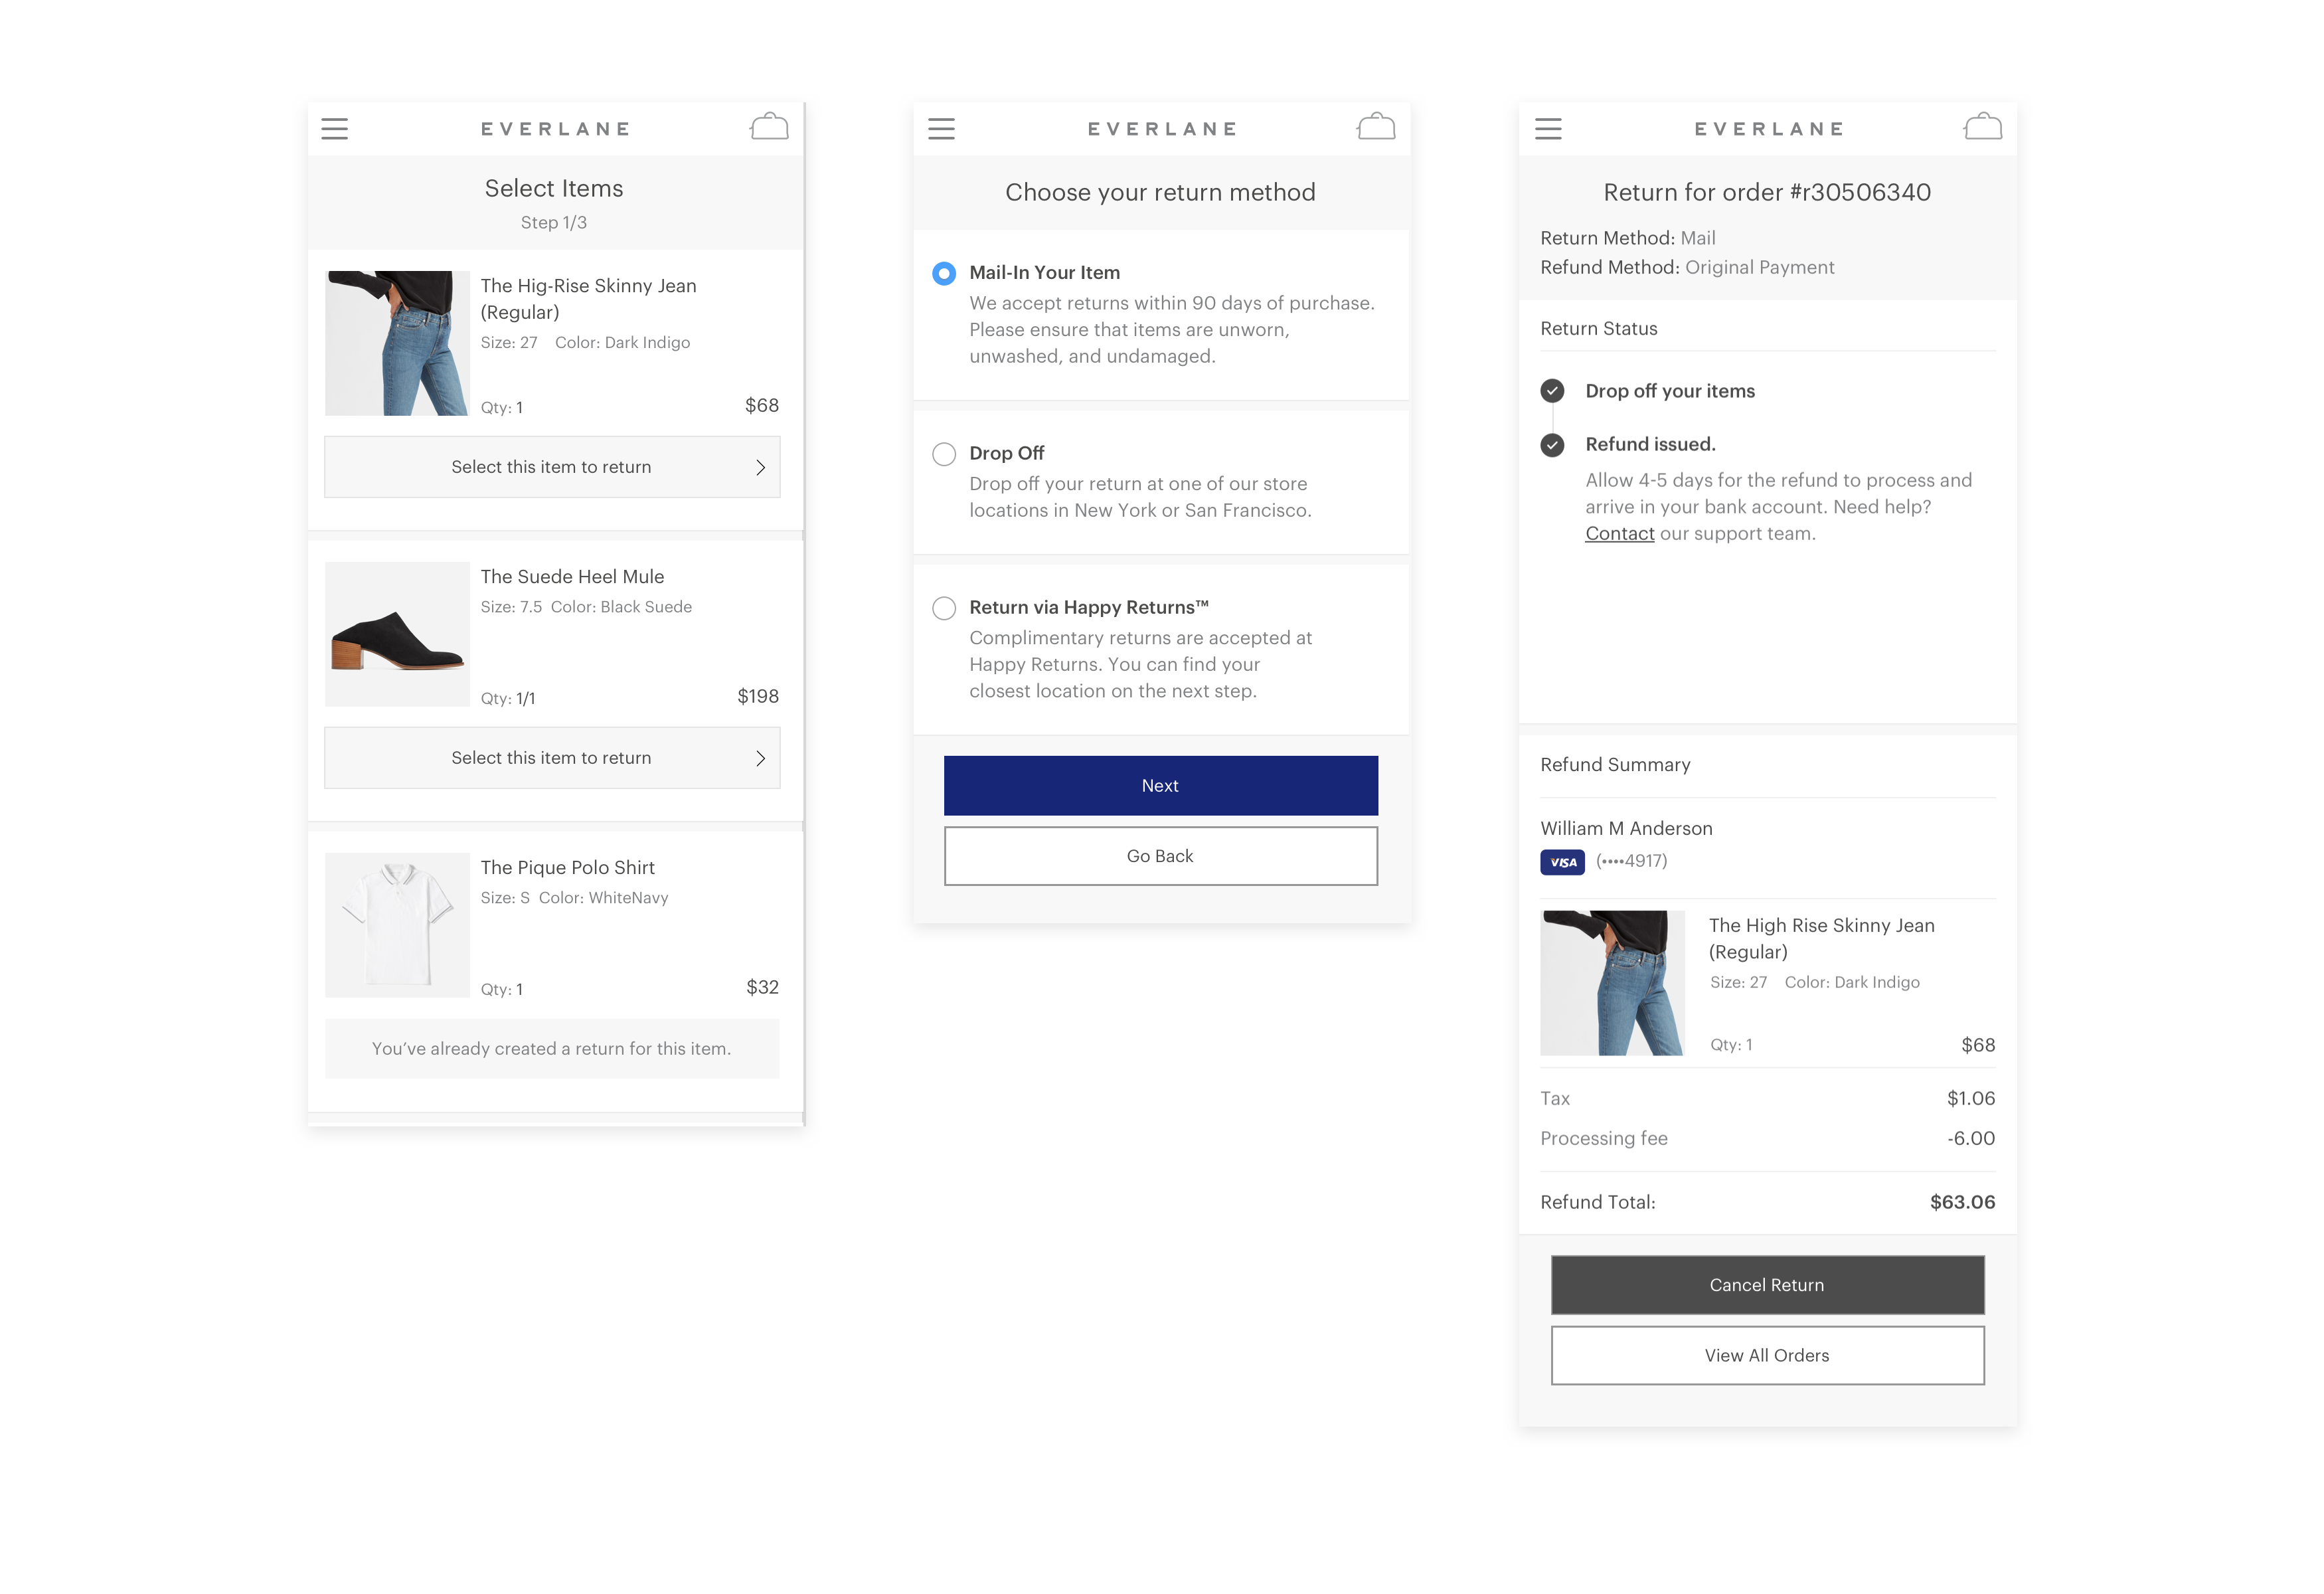 EVERLANE
Select Items
Step 1/3
The Hig-Rise Skinny Jean
(Regular)
Size: 27 Color: Dark Indigo
Qty: 1 $68
Select this item to return
The Suede Heel Mule
Size: 7.5 Color: Black Suede
Qty: 1/1 $198
Select this item to return
The Pique Polo Shirt
Size: S Color: WhiteNavy
Qty: 1 $32
You’ve already created a return for this item.
EVERLANE
Choose your return method
Mail-In Your Item
We accept returns within 90 days of purchase.
Please ensure that items are unworn,
unwashed, and undamaged.
Drop Off
Drop off your return at one of our store
locations in New York or San Francisco.
Return via Happy Returns™
Complimentary returns are accepted at
Happy Returns. You can find your
closest location on the next step.
Next
Go Back
EVERLANE
Return for order #r30506340
Return Method: Mail
Refund Method: Original Payment
Return Status
Drop off your items
Refund issued.
Allow 4-5 days for the refund to process and
arrive in your bank account. Need help?
Contact our support team.
Refund Summary
William M Anderson
VISA (••••4917)
The High Rise Skinny Jean
(Regular)
Size: 27 Color: Dark Indigo
Qty: 1 $68
Tax $1.06
Processing fee -6.00
Refund Total: $63.06
Cancel Return
View All Orders